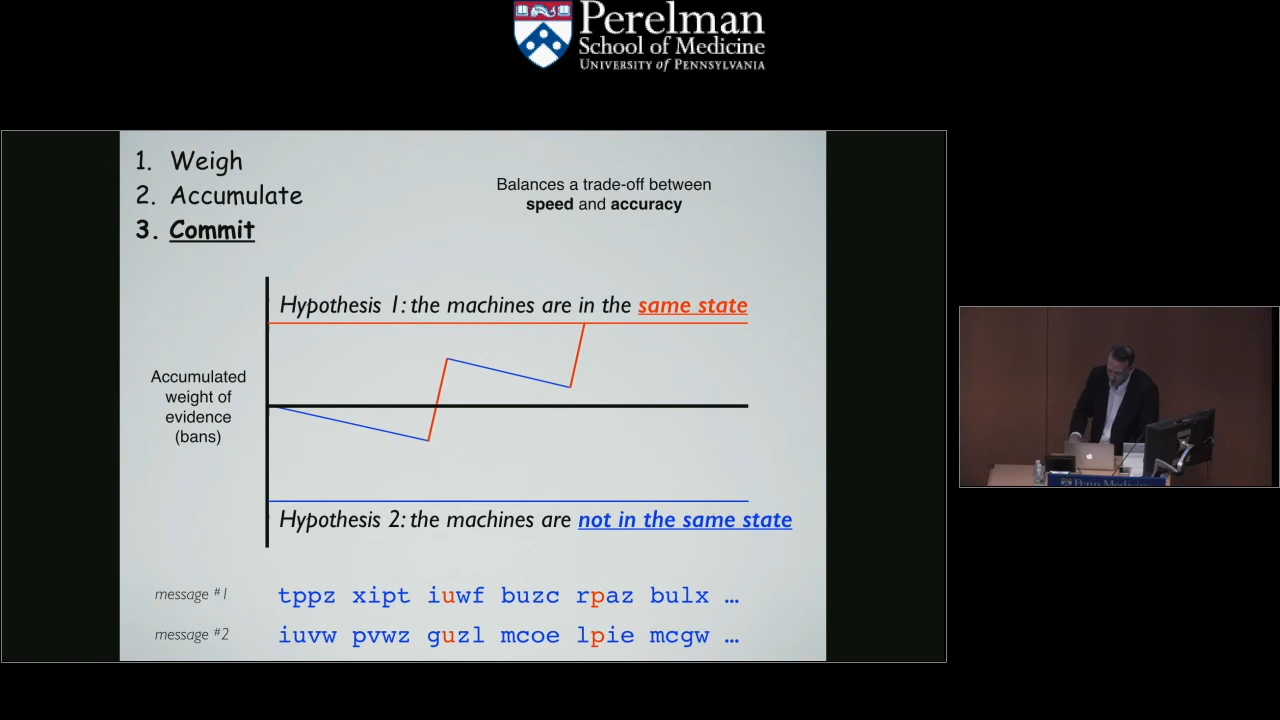 Perelman
School of Medicine
UNIVERSITY of PENNSYLVANIA
1. Weigh
2. Accumulate
3. Commit
Balances a trade-off between
speed and accuracy
Hypothesis 1: the machines are in the same state
Accumulated
weight of
evidence
(bans)
Hypothesis 2: the machines are not in the same state
message #1 tppz xipt iuwf buzc rpaz bulx ...
message #2 iuvw pvwz guzl mcoe lpie mcgw ...
Penn Medicine